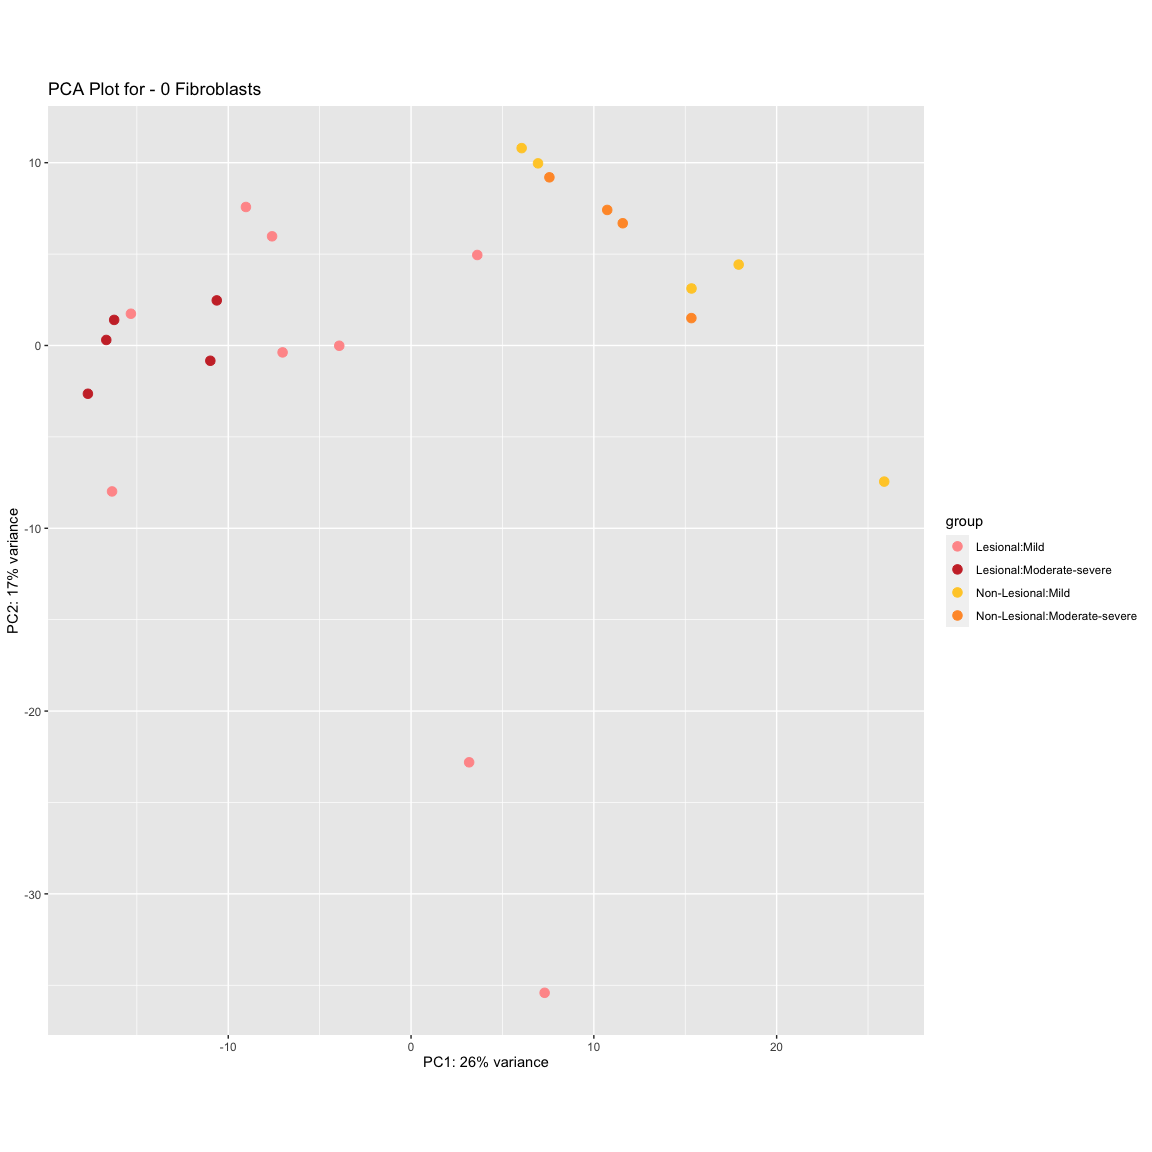 PCA Plot for - 0 Fibroblasts
10
0
-10
-20
-30
PC2: 17% variance
-10
0
10
20
PC1: 26% variance
group
Lesional:Mild
Lesional:Moderate-severe
Non-Lesional:Mild
Non-Lesional:Moderate-severe